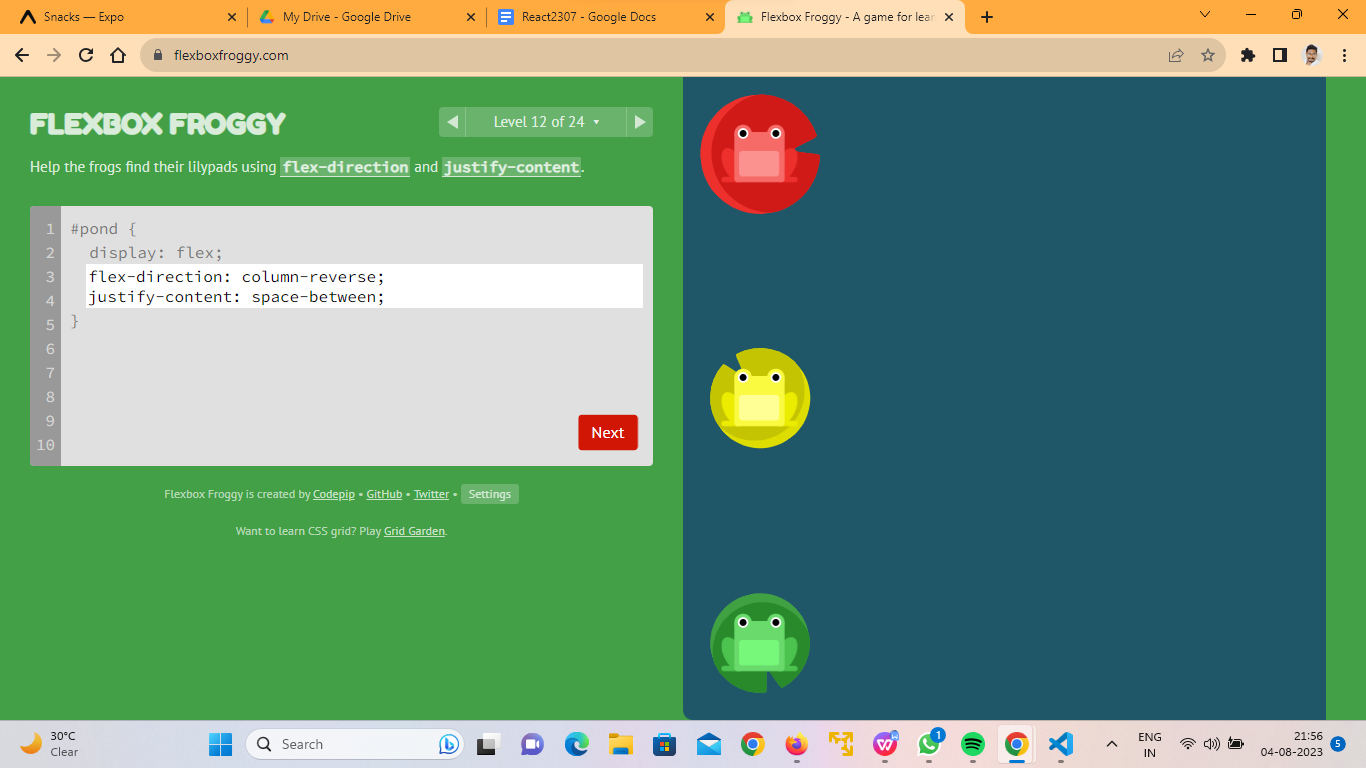 Snacks — Expo
My Drive - Google Drive
React2307 - Google Docs
Flexbox Froggy - A game for lear
flexboxfroggy.com
FLEXBOX FROGGY
Level 12 of 24
Help the frogs find their lilypads using flex-direction and justify-content.
1 #pond {
2 display: flex;
3 flex-direction: column-reverse;
4 justify-content: space-between;
5 }
6
7
8
9
10
Next
Flexbox Froggy is created by Codepip • GitHub • Twitter • Settings
Want to learn CSS grid? Play Grid Garden.
30°C
Clear
Search
1
ENG
IN
21:56
04-08-2023
5